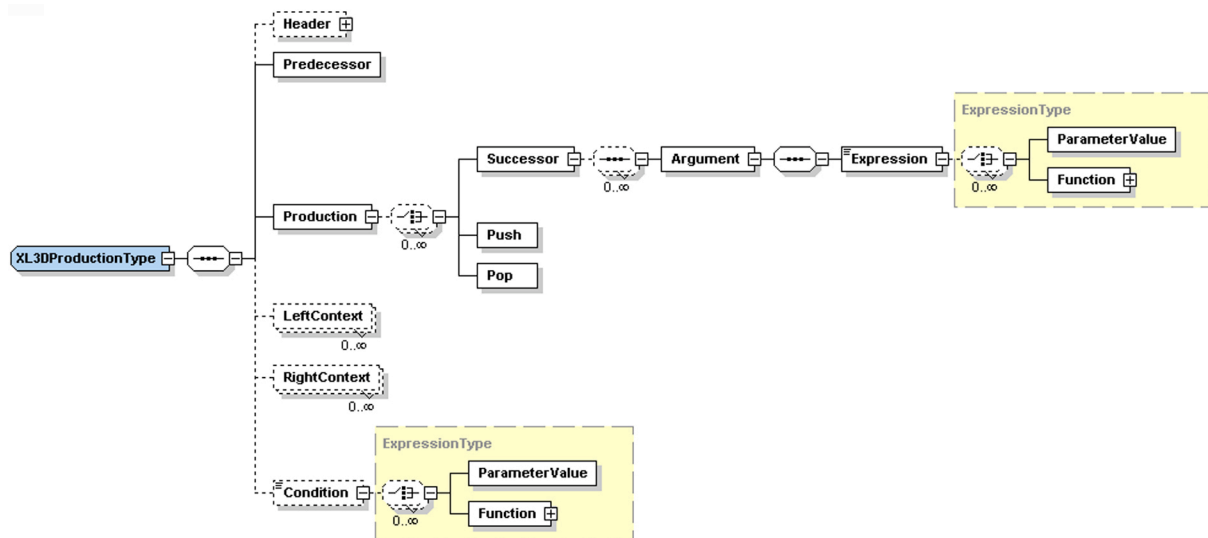 Header
Predecessor
ExpressionType
Successor
Argument
Expression
ParameterValue
0..∞
0..∞
Function
Production
0..∞
Push
Pop
XL3DProductionType
LeftContext
0..∞
RightContext
0..∞
ExpressionType
Condition
ParameterValue
0..∞
Function